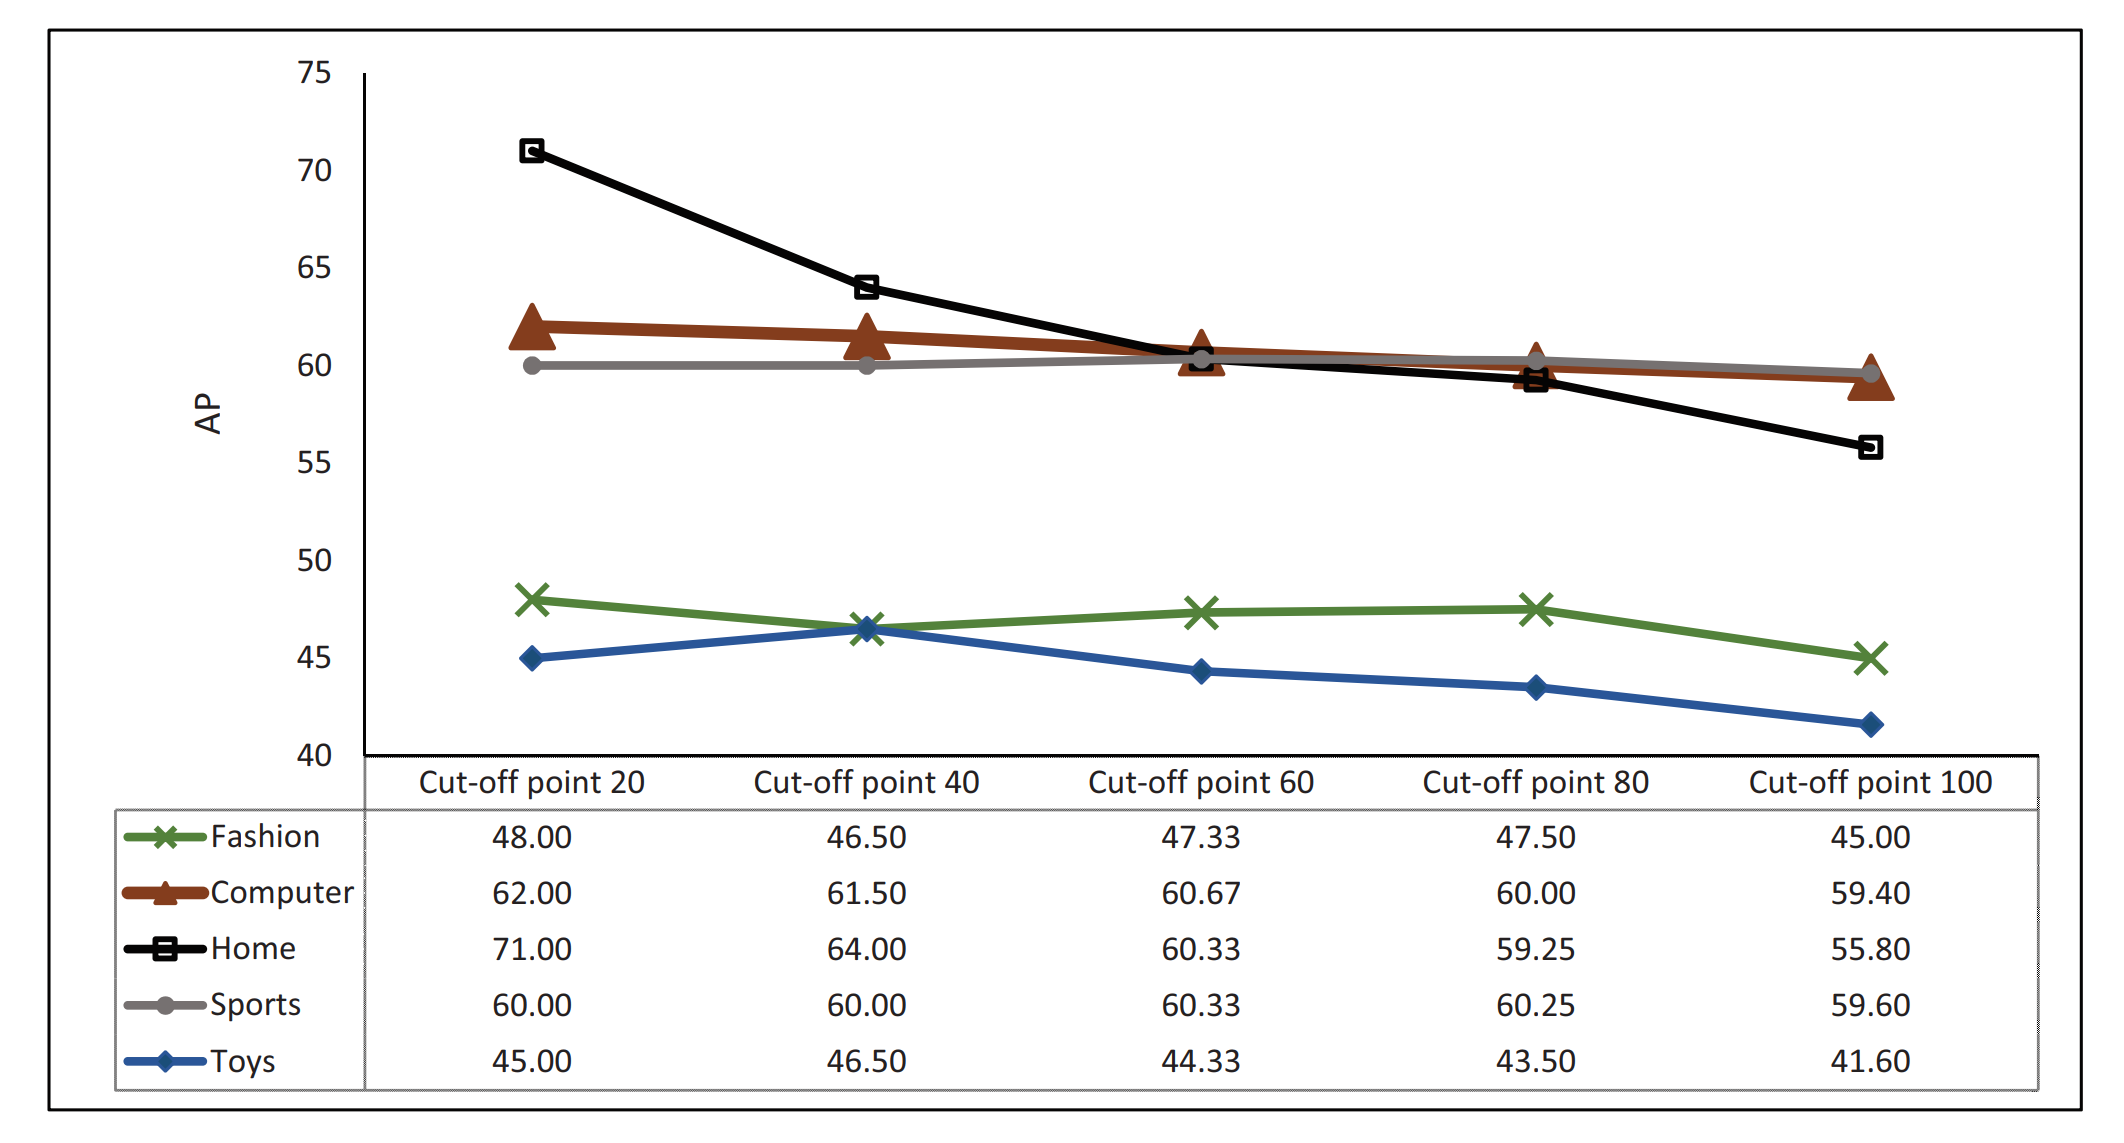 75
70
65
60
55
50
45
40
AP
Cut-off point 20 Cut-off point 40 Cut-off point 60 Cut-off point 80 Cut-off point 100
Fashion 48.00 46.50 47.33 47.50 45.00
Computer 62.00 61.50 60.67 60.00 59.40
Home 71.00 64.00 60.33 59.25 55.80
Sports 60.00 60.00 60.33 60.25 59.60
Toys 45.00 46.50 44.33 43.50 41.60